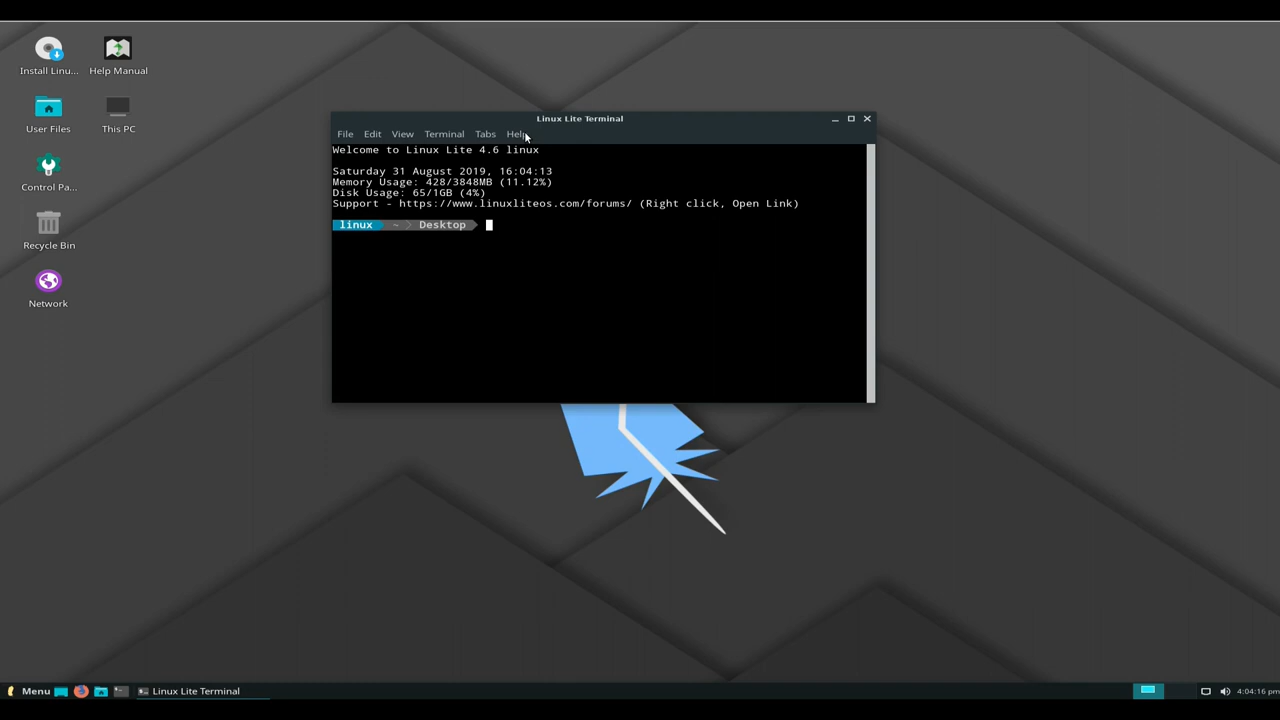 Install Linu...
Help Manual
User Files
This PC
Control Pa...
Recycle Bin
Network
Linux Lite Terminal
File Edit View Terminal Tabs Help
Welcome to Linux Lite 4.6 linux
Saturday 31 August 2019, 16:04:13
Memory Usage: 428/3848MB (11.12%)
Disk Usage: 65/1GB (4%)
Support - https://www.linuxliteos.com/forums/ (Right click, Open Link)
linux ~ Desktop
Menu
Linux Lite Terminal
4:04:16 pm